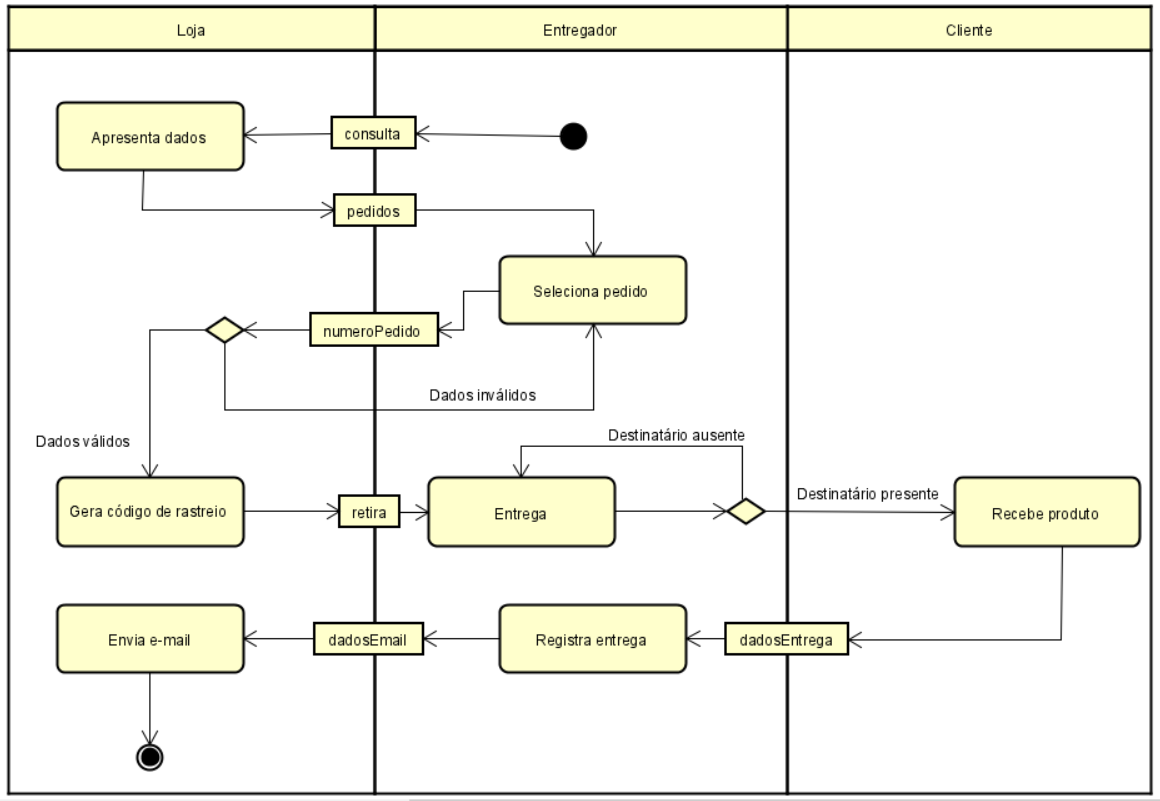 Loja
Entregador
Cliente
Apresenta dados
consulta
pedidos
Seleciona pedido
numeroPedido
Dados inválidos
Dados válidos
Destinatário ausente
Gera código de rastreio
retira
Entrega
Destinatário presente
Recebe produto
Envia e-mail
dadosEmail
Registra entrega
dadosEntrega